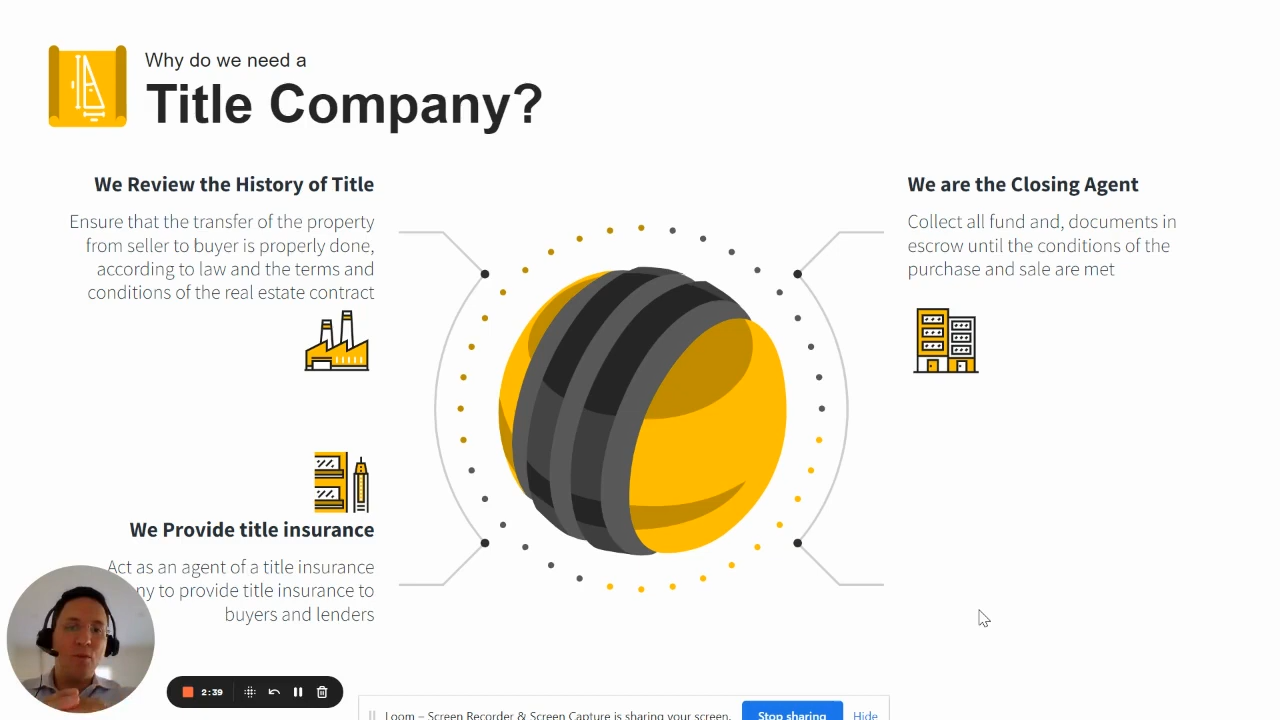 Why do we need a
Title Company?
We Review the History of Title
Ensure that the transfer of the property
from seller to buyer is properly done,
according to law and the terms and
conditions of the real estate contract
We are the Closing Agent
Collect all fund and, documents in
escrow until the conditions of the
purchase and sale are met
We Provide title insurance
Act as an agent of a title insurance
to provide title insurance to
buyers and lenders
2:39
Loom – Screen Recorder & Screen Capture is sharing your screen.
Stop sharing
Hide